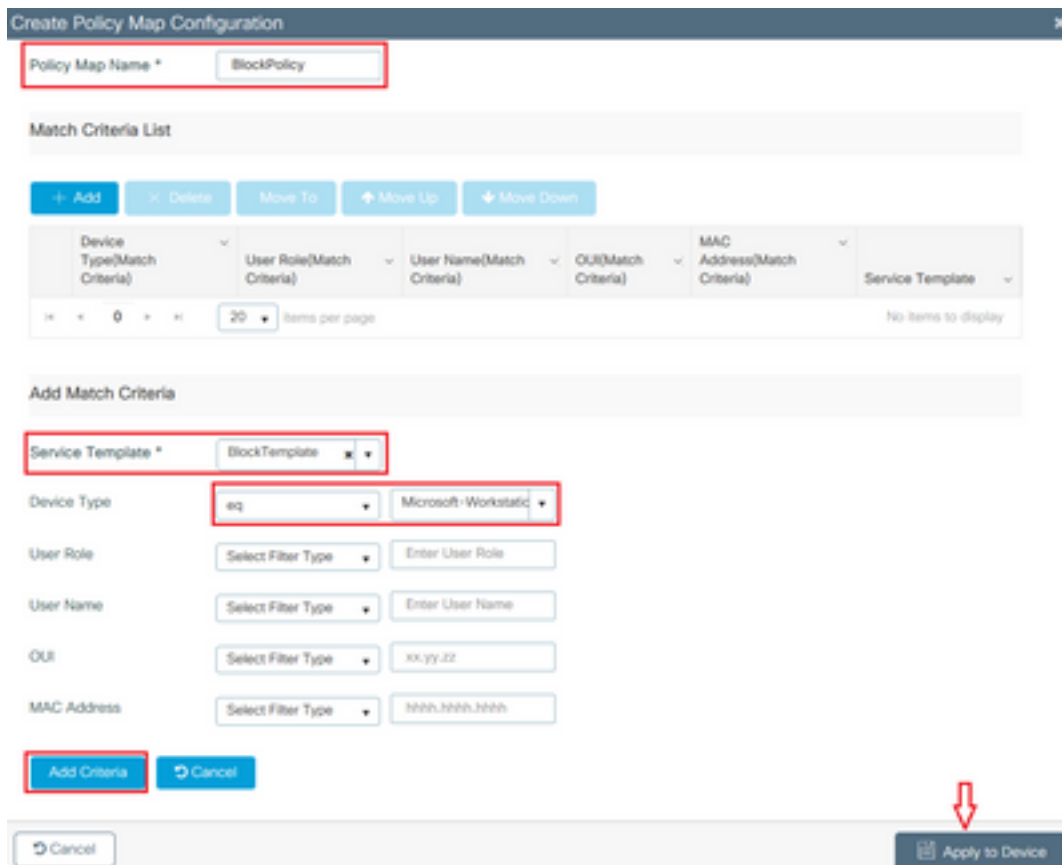 Create Policy Map Configuration
Policy Map Name * BlockPolicy
Match Criteria List
+ Add × Delete Move To Move Up Move Down
Device Type(Match Criteria) User Role(Match Criteria) User Name(Match Criteria) OUI(Match Criteria) MAC Address(Match Criteria) Service Template
0 20 items per page No items to display
Add Match Criteria
Service Template * BlockTemplate
Device Type eq Microsoft-Workstatic
User Role Select Filter Type Enter User Role
User Name Select Filter Type Enter User Name
OUI Select Filter Type xx.yy.zz
MAC Address Select Filter Type hhhh.hhhh.hhhh
Add Criteria Cancel
Cancel Apply to Device